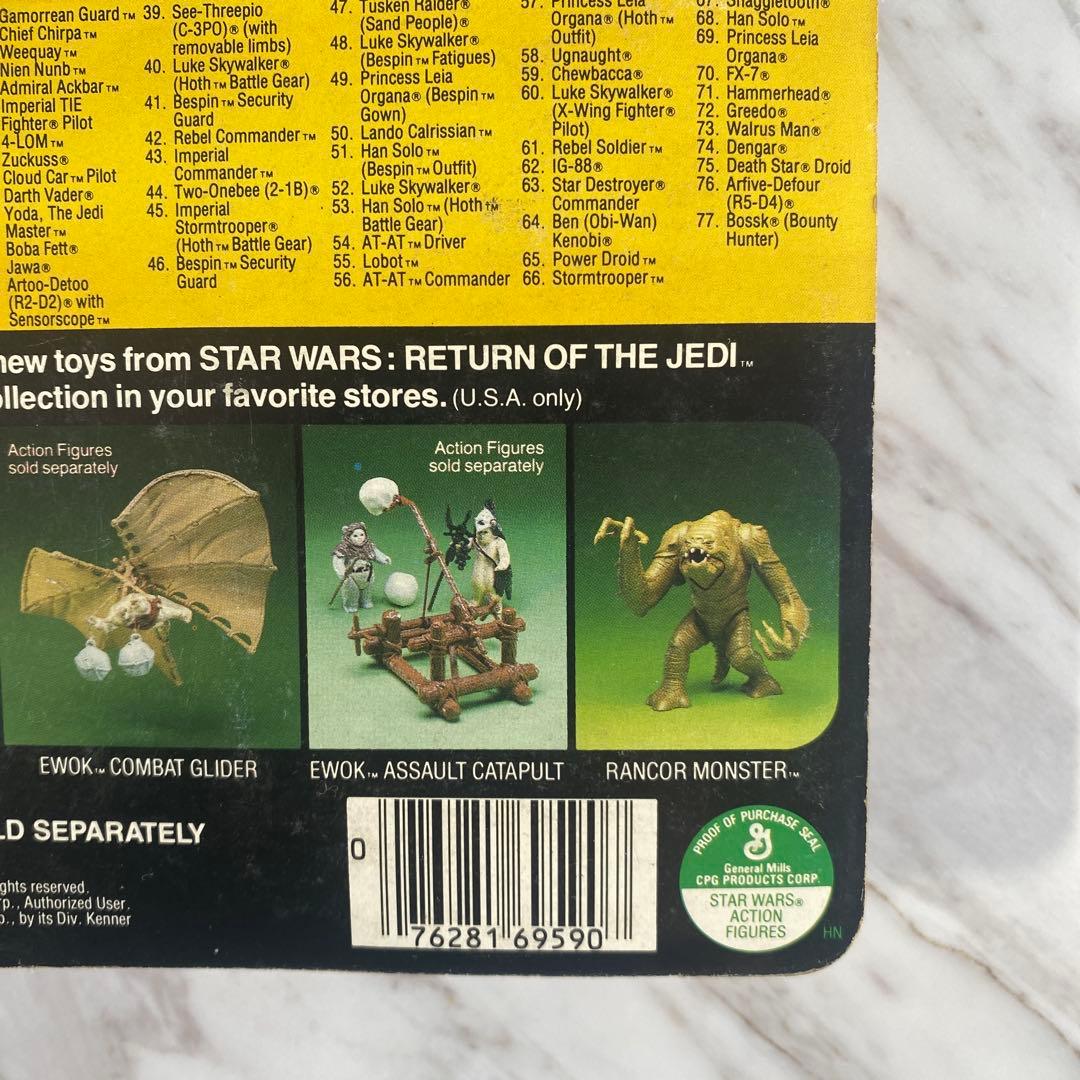 Gamorrean Guard™
Chief Chirpa™
Weequay™
Nien Nunb™
Admiral Ackbar™
Imperial TIE
Fighter® Pilot
4-LOM™
Zuckuss®
Cloud Car™ Pilot
Darth Vader®
Yoda, The Jedi
Master™
Boba Fett®
Jawa®
Artoo-Detoo
(R2-D2)® with
Sensorscope™
39. See-Threepio
(C-3PO)® (with
removable limbs)
40. Luke Skywalker®
(Hoth™ Battle Gear)
41. Bespin™ Security
Guard
42. Rebel Commander™
43. Imperial
Commander™
44. Two-Onebee (2-1B)®
45. Imperial
Stormtrooper®
(Hoth™ Battle Gear)
46. Bespin™ Security
Guard
47. Tusken Raider®
(Sand People)®
48. Luke Skywalker®
(Bespin™ Fatigues)
49. Princess Leia
Organa® (Bespin™
Gown)
50. Lando Calrissian™
51. Han Solo™
(Bespin™ Outfit)
52. Luke Skywalker®
53. Han Solo™ (Hoth™
Battle Gear)
54. AT-AT™ Driver
55. Lobot™
56. AT-AT™ Commander
57. Princess Leia
Organa® (Hoth™
Outfit)
58. Ugnaught®
59. Chewbacca®
60. Luke Skywalker®
(X-Wing Fighter®
Pilot)
61. Rebel Soldier™
62. IG-88®
63. Star Destroyer®
Commander
64. Ben (Obi-Wan)
Kenobi®
65. Power Droid™
66. Stormtrooper™
67. Snaggletooth®
68. Han Solo™
69. Princess Leia
Organa®
70. FX-7®
71. Hammerhead®
72. Greedo®
73. Walrus Man®
74. Dengar®
75. Death Star® Droid
76. Arfive-Defour
(R5-D4)®
77. Bossk® (Bounty
Hunter)
new toys from STAR WARS: RETURN OF THE JEDI™
ollection in your favorite stores. (U.S.A. only)
Action Figures
sold separately
Action Figures
sold separately
EWOK™ COMBAT GLIDER
EWOK™ ASSAULT CATAPULT
RANCOR MONSTER™
LD SEPARATELY
ghts reserved.
rp., Authorized User.
o., by its Div. Kenner
0 76281 69590
PROOF OF PURCHASE SEAL
General Mills
CPG PRODUCTS CORP.
STAR WARS®
ACTION
FIGURES
HN